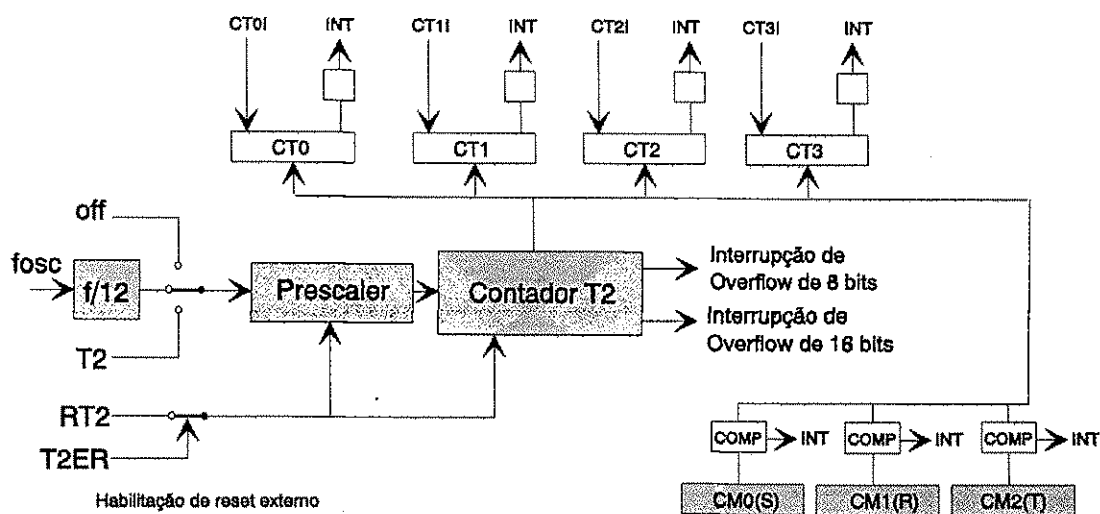 CT0I INT CT1I INT CT2I INT CT3I INT
CT0 CT1 CT2 CT3
off
fosc
f/12
Prescaler
Contador T2
Interrupção de
Overflow de 8 bits
Interrupção de
Overflow de 16 bits
T2
RT2
T2ER
Habilitação de reset externo
COMP INT COMP INT COMP INT
CM0(S) CM1(R) CM2(T)